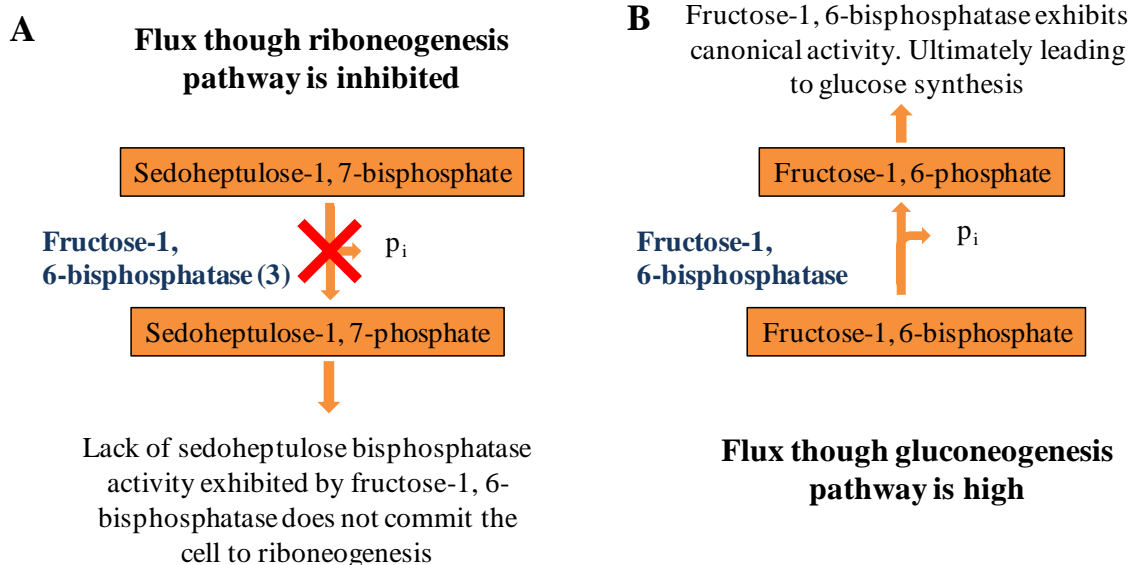 A
Flux though riboneogenesis
pathway is inhibited
Sedoheptulose-1, 7-bisphosphate
Fructose-1,
6-bisphosphatase (3)
p i
Sedoheptulose-1, 7-phosphate
Lack of sedoheptulose bisphosphatase
activity exhibited by fructose-1, 6-
bisphosphatase does not commit the
cell to riboneogenesis
B
Fructose-1, 6-bisphosphatase exhibits
canonical activity. Ultimately leading
to glucose synthesis
Fructose-1, 6-phosphate
Fructose-1,
6-bisphosphatase
p i
Fructose-1, 6-bisphosphate
Flux though gluconeogenesis
pathway is high